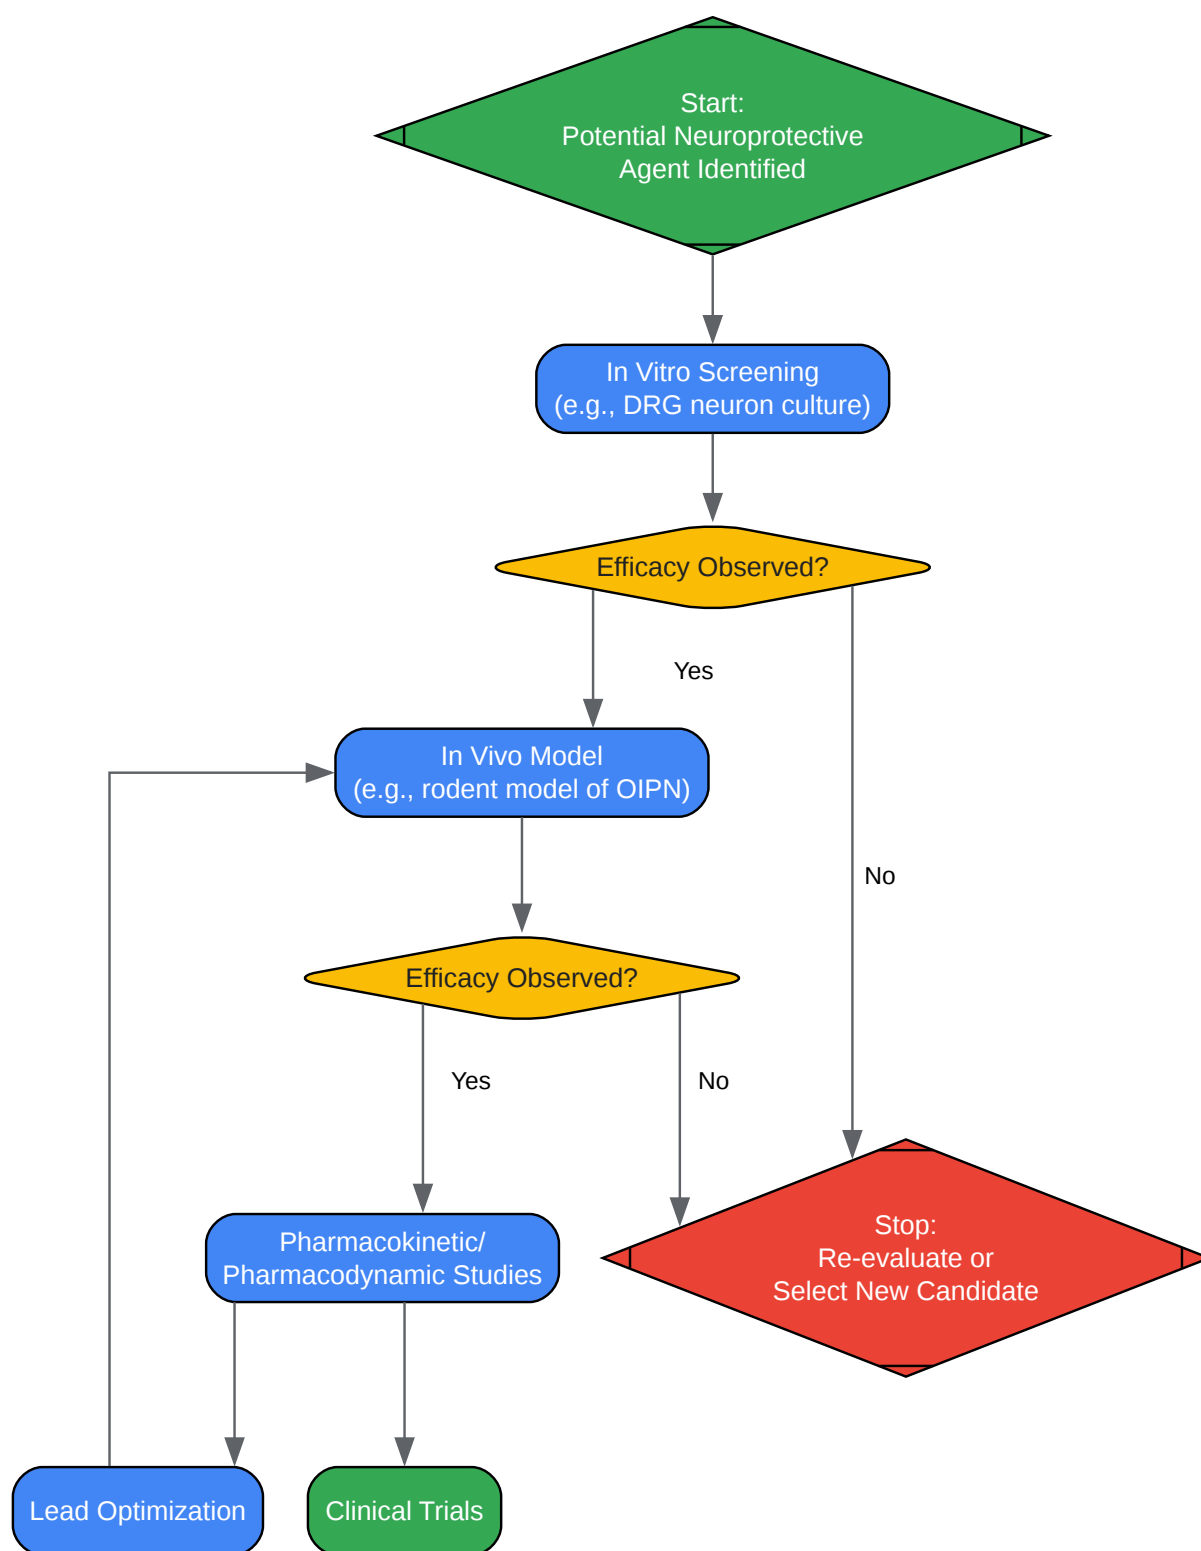 Start:
Potential Neuroprotective
Agent Identified
In Vitro Screening
(e.g., DRG neuron culture)
Efficacy Observed?
Yes
In Vivo Model
(e.g., rodent model of OIPN)
No
Efficacy Observed?
Yes
No
Pharmacokinetic/
Pharmacodynamic Studies
Stop:
Re-evaluate or
Select New Candidate
Lead Optimization
Clinical Trials